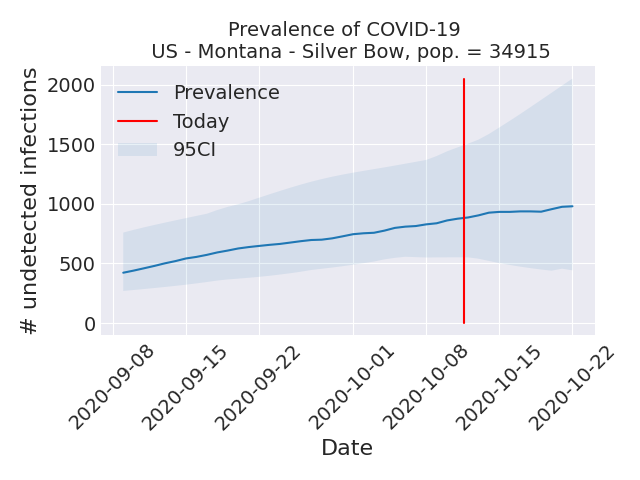 Prevalence of COVID-19
US - Montana - Silver Bow, pop. = 34915
# undetected infections
2000
1500
1000
500
0
Prevalence
Today
95CI
2020-09-08
2020-09-15
2020-09-22
2020-10-01
2020-10-08
2020-10-15
2020-10-22
Date